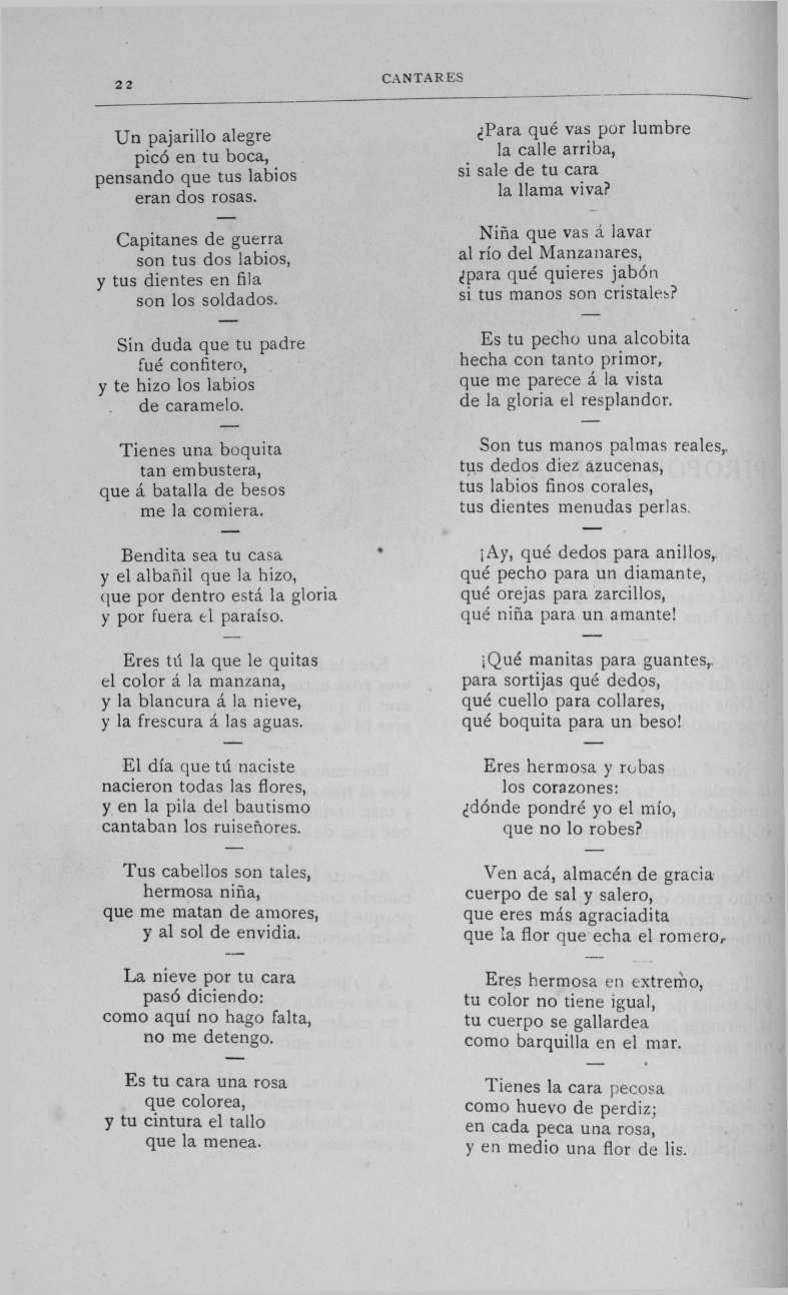 22
CANTARES
Un pajarillo alegre
picó en tu boca,
pensando que tus labios
eran dos rosas.
Capitanes de guerra
son tus dos labios,
y tus dientes en fila
son los soldados.
Sin duda que tu padre
fué confitero,
y te hizo los labios
de caramelo.
Tienes una boquita
tan embustera,
que á batalla de besos
me la comiera.
Bendita sea tu casa
y el albañil que la hizo,
que por dentro está la gloria
y por fuera el paraíso.
Eres tú la que le quitas
el color á la manzana,
y la blancura á la nieve,
y la frescura á las aguas.
El día que tú naciste
nacieron todas las flores,
y en la pila del bautismo
cantaban los ruiseñores.
Tus cabellos son tales,
hermosa niña,
que me matan de amores,
y al sol de envidia.
La nieve por tu cara
pasó diciendo:
como aquí no hago falta,
no me detengo.
Es tu cara una rosa
que colorea,
y tu cintura el tallo
que la menea.
¿Para qué vas por lumbre
la calle arriba,
si sale de tu cara
la llama viva?
Niña que vas á lavar
al río del Manzanares,
¿para qué quieres jabón
si tus manos son cristales?
Es tu pecho una alcobita
hecha con tanto primor,
que me parece á la vista
de la gloria el resplandor.
Son tus manos palmas reales,
tus dedos diez azucenas,
tus labios finos corales,
tus dientes menudas perlas.
¡Ay, qué dedos para anillos,
qué pecho para un diamante,
qué orejas para zarcillos,
qué niña para un amante!
¡Qué manitas para guantes,
para sortijas qué dedos,
qué cuello para collares,
qué boquita para un beso!
Eres hermosa y robas
los corazones:
¿dónde pondré yo el mío,
que no lo robes?
Ven acá, almacén de gracia
cuerpo de sal y salero,
que eres más agraciadita
que la flor que echa el romero,
Eres hermosa en extremo,
tu color no tiene igual,
tu cuerpo se gallardea
como barquilla en el mar.
Tienes la cara pecosa
como huevo de perdiz;
en cada peca una rosa,
y en medio una flor de lis.